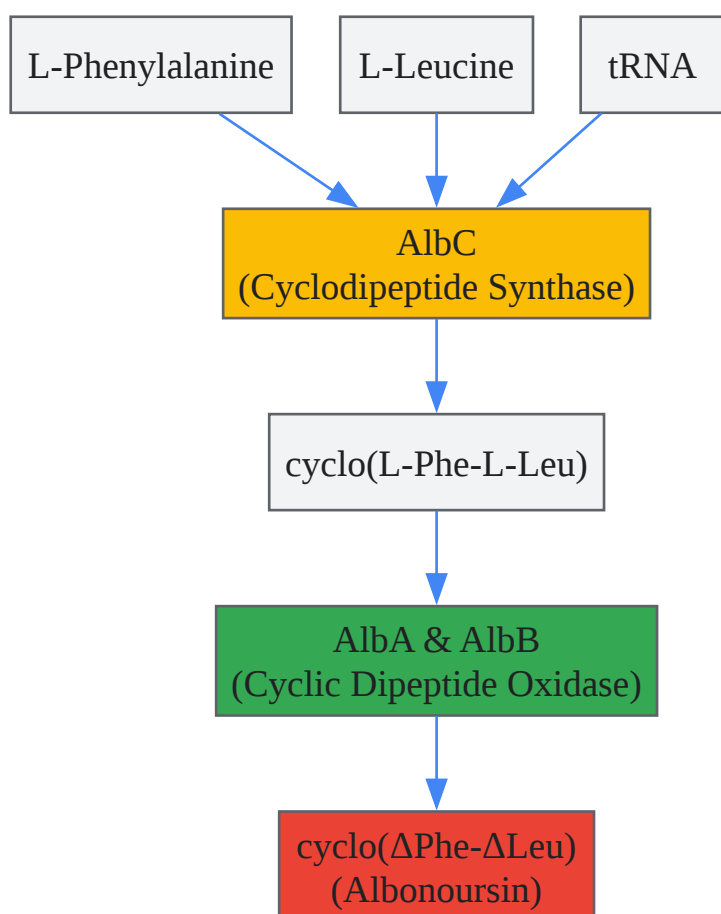 L-Phenylalanine
L-Leucine
tRNA
AlbC
(Cyclodipeptide Synthase)
cyclo(L-Phe-L-Leu)
AlbA & AlbB
(Cyclic Dipeptide Oxidase)
cyclo(ΔPhe-ΔLeu)
(Albonoursin)